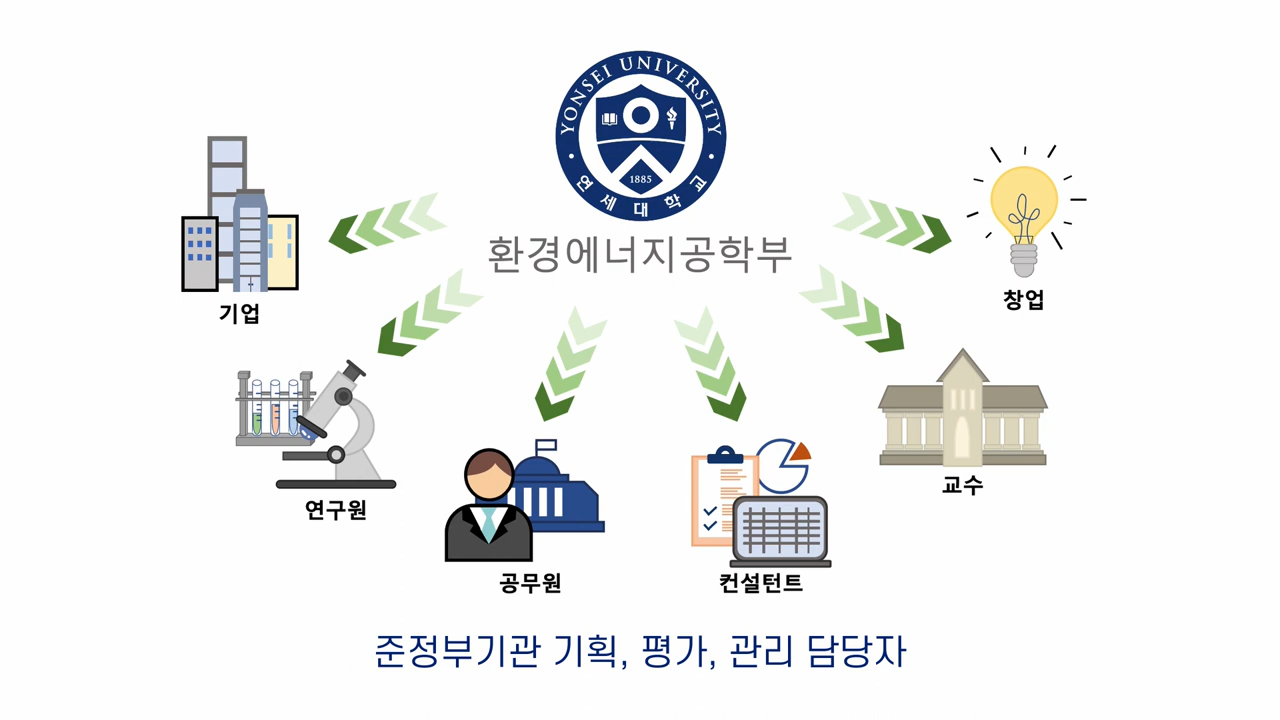 YONSEI UNIVERSITY
1885
연세대학교
환경에너지공학부
기업
창업
연구원
교수
공무원
컨설턴트
준정부기관 기획, 평가, 관리 담당자